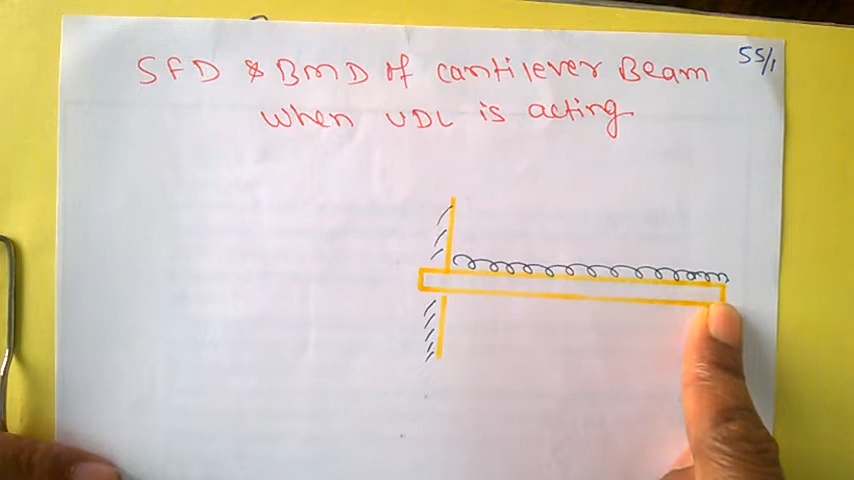 SFD & BMD of cantilever Beam
when UDL is acting
55/1